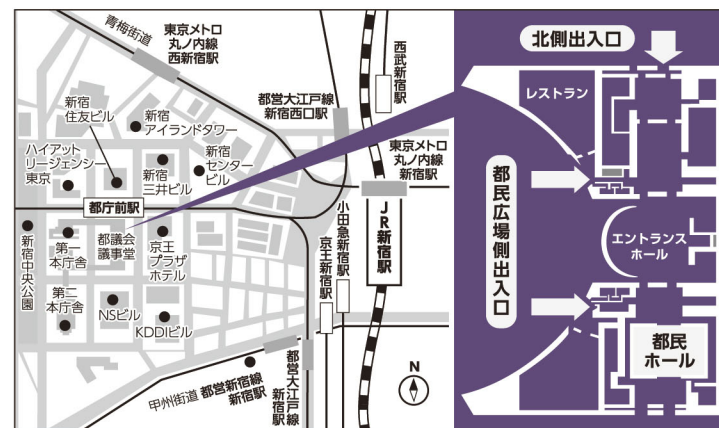 青梅街道
東京メトロ
丸ノ内線
西新宿駅
西武新宿駅
都営大江戸線
新宿西口駅
新宿
住友ビル
新宿
アイランドタワー
ハイアット
リージェンシー
東京
新宿
三井ビル
新宿
センター
ビル
東京メトロ
丸ノ内線
新宿駅
都庁前駅
JR新宿駅
小田急新宿駅
京王新宿駅
新宿中央公園
第一
本庁舎
都議会
議事堂
京王
プラザ
ホテル
第二
本庁舎
NSビル
KDDIビル
甲州街道
都営新宿線
新宿駅
都営大江戸線
新宿駅
N
北側出入口
レストラン
都民広場側出入口
エントランス
ホール
都民
ホール